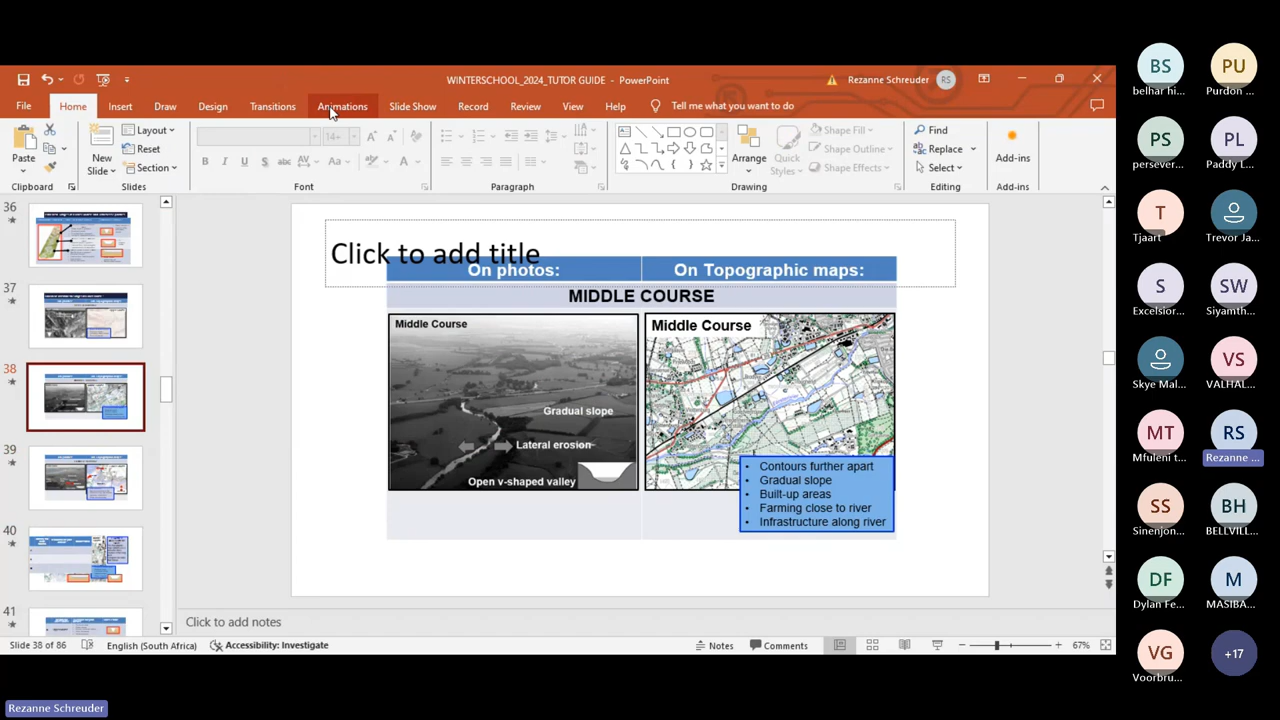 WINTERSCHOOL_2024_TUTOR GUIDE - PowerPoint
Rezanne Schreuder
RS
File
Home
Insert
Draw
Design
Transitions
Animations
Slide Show
Record
Review
View
Help
Tell me what you want to do
Paste
Clipboard
New
Slide
Layout
Reset
Section
Slides
14+
B I U S abc AV Aa A
Font
Paragraph
Arrange
Quick
Styles
Shape Fill
Shape Outline
Shape Effects
Drawing
Find
Replace
Select
Editing
Add-ins
Add-ins
36
37
38
39
40
41
Click to add title
On photos:
On Topographic maps:
MIDDLE COURSE
Middle Course
Gradual slope
Lateral erosion
Open v-shaped valley
Middle Course
• Contours further apart
• Gradual slope
• Built-up areas
• Farming close to river
• Infrastructure along river
Click to add notes
Slide 38 of 86
English (South Africa)
Accessibility: Investigate
Notes
Comments
67%
BS
belhar hi...
PU
Purdon ...
PS
persever...
PL
Paddy L...
T
Tjaart
Trevor Ja...
S
Excelsior...
SW
Siyamth...
Skye Mal...
VS
VALHAL...
MT
Mfuleni t...
RS
Rezanne ...
SS
Sinenjon...
BH
BELLVILL...
DF
Dylan Fe...
M
MASIBA...
VG
Voorbru...
+17
Rezanne Schreuder